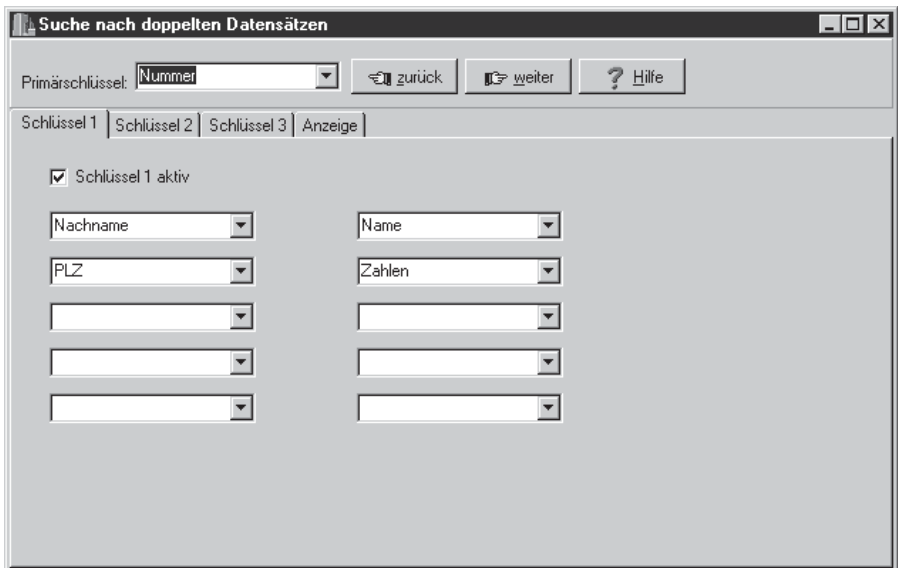 Suche nach doppelten Datensätzen
Primärschlüssel: Nummer zurück weiter ? Hilfe
Schlüssel 1 Schlüssel 2 Schlüssel 3 Anzeige
Schlüssel 1 aktiv
Nachname Name
PLZ Zahlen